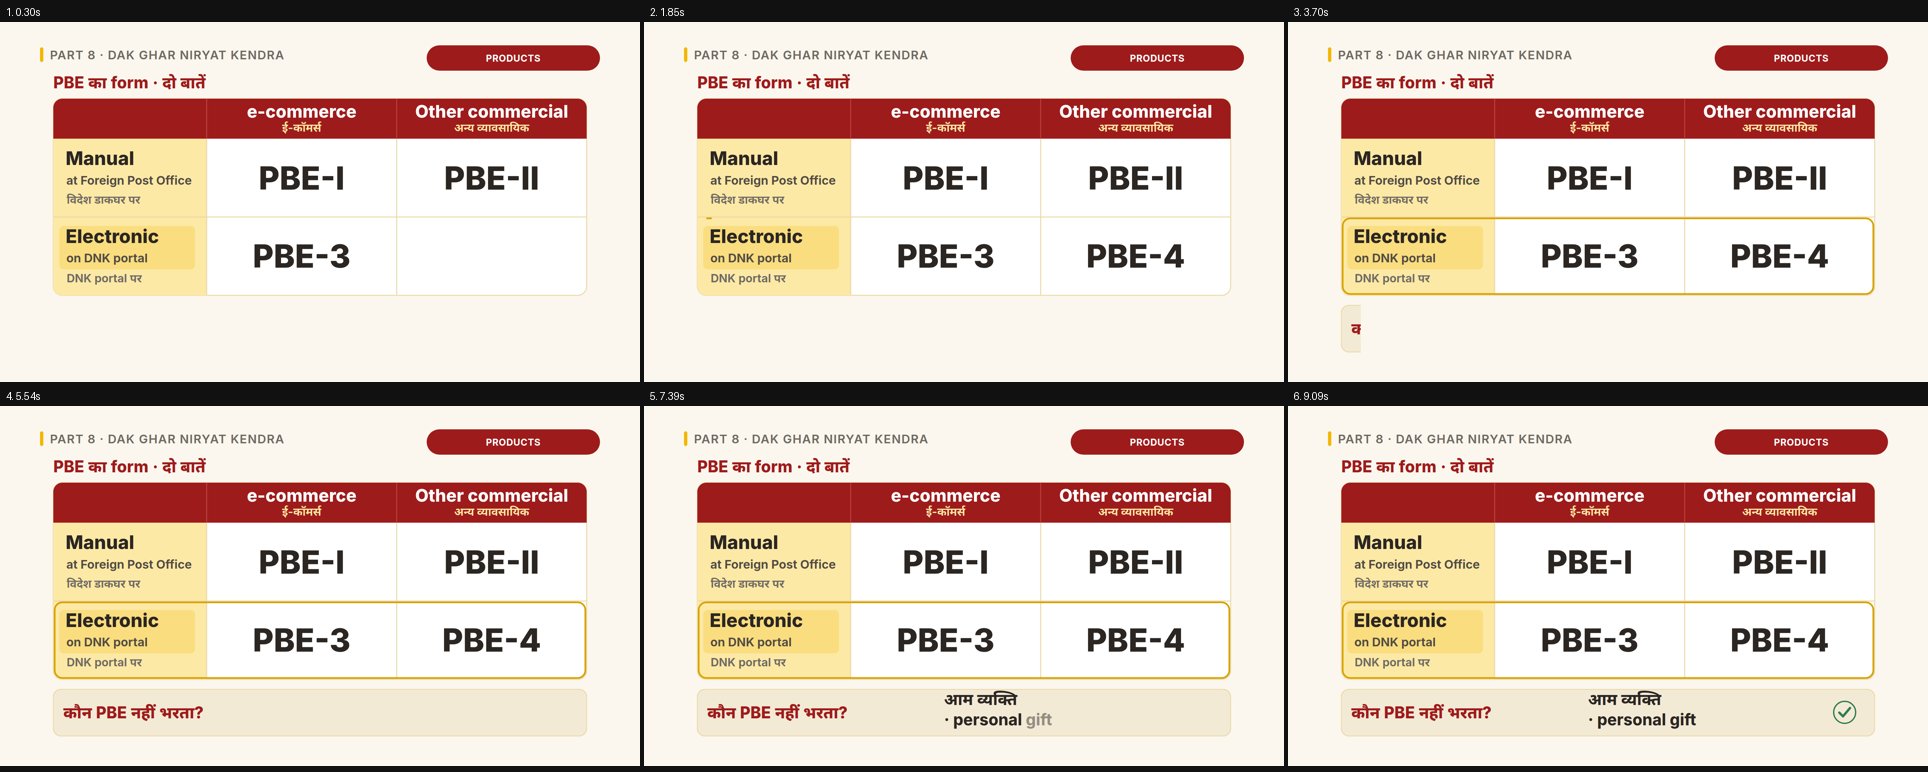 1. 0.30s
PART 8 · DAK GHAR NIRYAT KENDRA
PRODUCTS
PBE का form · दो बातें
e-commerce
ई-कॉमर्स
Other commercial
अन्य व्यावसायिक
Manual
at Foreign Post Office
विदेश डाकघर पर
PBE-I
PBE-II
Electronic
on DNK portal
DNK portal पर
PBE-3
2. 1.85s
PART 8 · DAK GHAR NIRYAT KENDRA
PRODUCTS
PBE का form · दो बातें
e-commerce
ई-कॉमर्स
Other commercial
अन्य व्यावसायिक
Manual
at Foreign Post Office
विदेश डाकघर पर
PBE-I
PBE-II
Electronic
on DNK portal
DNK portal पर
PBE-3
PBE-4
3. 3.70s
PART 8 · DAK GHAR NIRYAT KENDRA
PRODUCTS
PBE का form · दो बातें
e-commerce
ई-कॉमर्स
Other commercial
अन्य व्यावसायिक
Manual
at Foreign Post Office
विदेश डाकघर पर
PBE-I
PBE-II
Electronic
on DNK portal
DNK portal पर
PBE-3
PBE-4
4. 5.54s
PART 8 · DAK GHAR NIRYAT KENDRA
PRODUCTS
PBE का form · दो बातें
e-commerce
ई-कॉमर्स
Other commercial
अन्य व्यावसायिक
Manual
at Foreign Post Office
विदेश डाकघर पर
PBE-I
PBE-II
Electronic
on DNK portal
DNK portal पर
PBE-3
PBE-4
कौन PBE नहीं भरता?
5. 7.39s
PART 8 · DAK GHAR NIRYAT KENDRA
PRODUCTS
PBE का form · दो बातें
e-commerce
ई-कॉमर्स
Other commercial
अन्य व्यावसायिक
Manual
at Foreign Post Office
विदेश डाकघर पर
PBE-I
PBE-II
Electronic
on DNK portal
DNK portal पर
PBE-3
PBE-4
कौन PBE नहीं भरता?
आम व्यक्ति
· personal gift
6. 9.09s
PART 8 · DAK GHAR NIRYAT KENDRA
PRODUCTS
PBE का form · दो बातें
e-commerce
ई-कॉमर्स
Other commercial
अन्य व्यावसायिक
Manual
at Foreign Post Office
विदेश डाकघर पर
PBE-I
PBE-II
Electronic
on DNK portal
DNK portal पर
PBE-3
PBE-4
कौन PBE नहीं भरता?
आम व्यक्ति
· personal gift